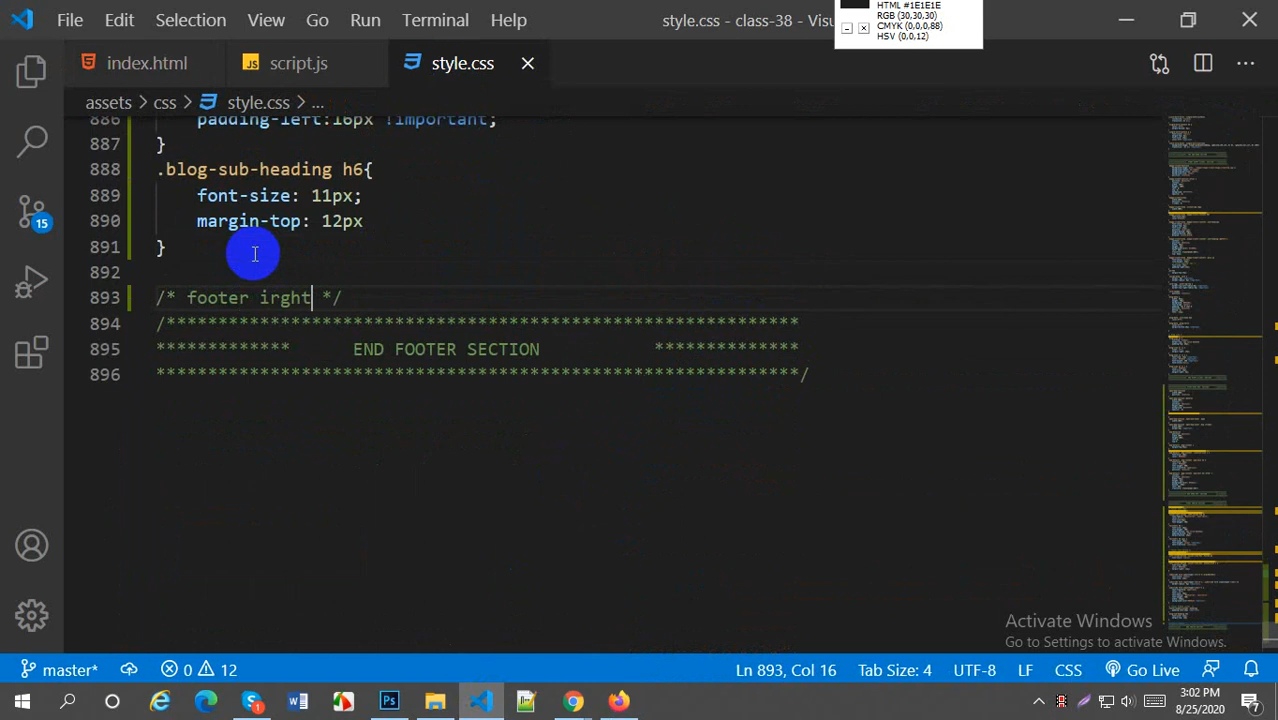 File Edit Selection View Go Run Terminal Help
style.css - class-38 - Visu
HTML #1E1E1E
RGB (30,30,30)
CMYK (0,0,0,88)
HSV (0,0,12)
index.html
JS script.js
style.css
assets > css > style.css > ...
886 padding-left:16px !important;
887 }
888 .blog-sub-heading h6{
889 font-size: 11px;
890 margin-top: 12px
891 }
892
893 /* footer irght */
894 /*************************************************************
895 ************* END FOOTER SECTION **************
896 **************************************************************/
15
Activate Windows
Go to Settings to activate Windows.
master* 0 12 Ln 893, Col 16 Tab Size: 4 UTF-8 LF CSS Go Live
3:02 PM
8/25/2020